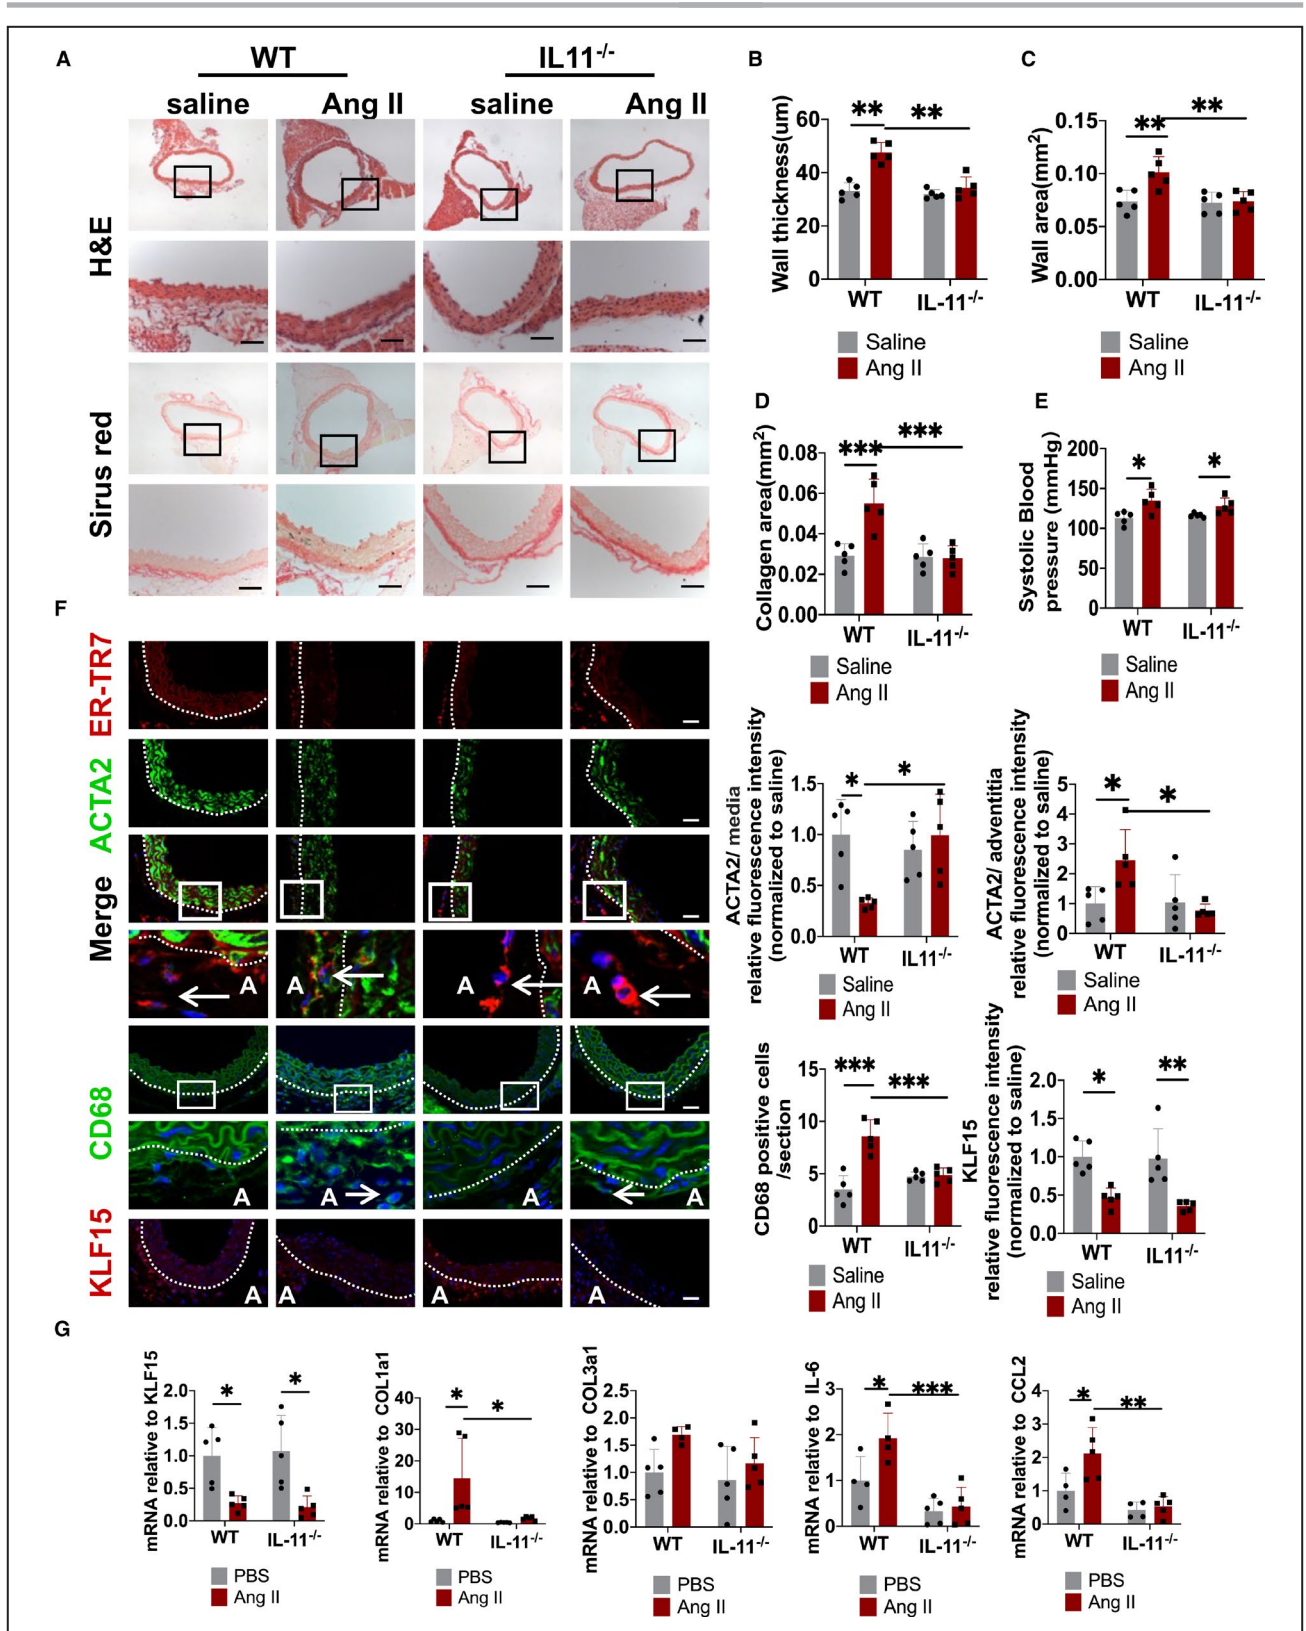 A
WT
IL11-/-
saline
Ang II
saline
Ang II
H&E
Sirus red
B
Wall thickness(um)
60
40
20
0
**
**
WT
IL-11-/-
Saline
Ang II
C
Wall area(mm2)
0.15
0.10
0.05
0.00
**
**
WT
IL-11-/-
Saline
Ang II
D
Collagen area(mm2)
0.08
0.06
0.04
0.02
0.00
***
***
WT
IL-11-/-
Saline
Ang II
E
Systolic Blood
pressure (mmHg)
200
150
100
50
0
*
*
WT
IL-11-/-
Saline
Ang II
F
ER-TR7
ACTA2
Merge
A
A
A
A
CD68
A
A
A
A
KLF15
A
A
A
A
ACTA2/ media
relative fluorescence intensity
(normalized to saline)
1.5
1.0
0.5
0.0
*
*
WT
IL11-/-
Saline
Ang II
ACTA2/ adventitia
relative fluorescence intensity
(normalized to saline)
5
4
3
2
1
0
*
*
WT
IL-11-/-
Saline
Ang II
CD68 positive cells
/section
15
10
5
0
***
***
WT
IL11-/-
Saline
Ang II
KLF15
relative fluorescence intensity
(normalized to saline)
2.0
1.5
1.0
0.5
0.0
*
**
WT
IL11-/-
Saline
Ang II
G
mRNA relative to KLF15
2.0
1.5
1.0
0.5
0.0
*
*
WT
IL-11-/-
PBS
Ang II
mRNA relative to COL1a1
40
30
20
10
0
*
*
WT
IL-11-/-
PBS
Ang II
mRNA relative to COL3a1
2.5
2.0
1.5
1.0
0.5
0.0
WT
IL-11-/-
PBS
Ang II
mRNA relative to IL-6
3
2
1
0
*
***
WT
IL-11-/-
PBS
Ang II
mRNA relative to CCL2
4
3
2
1
0
*
**
WT
IL-11-/-
PBS
Ang II